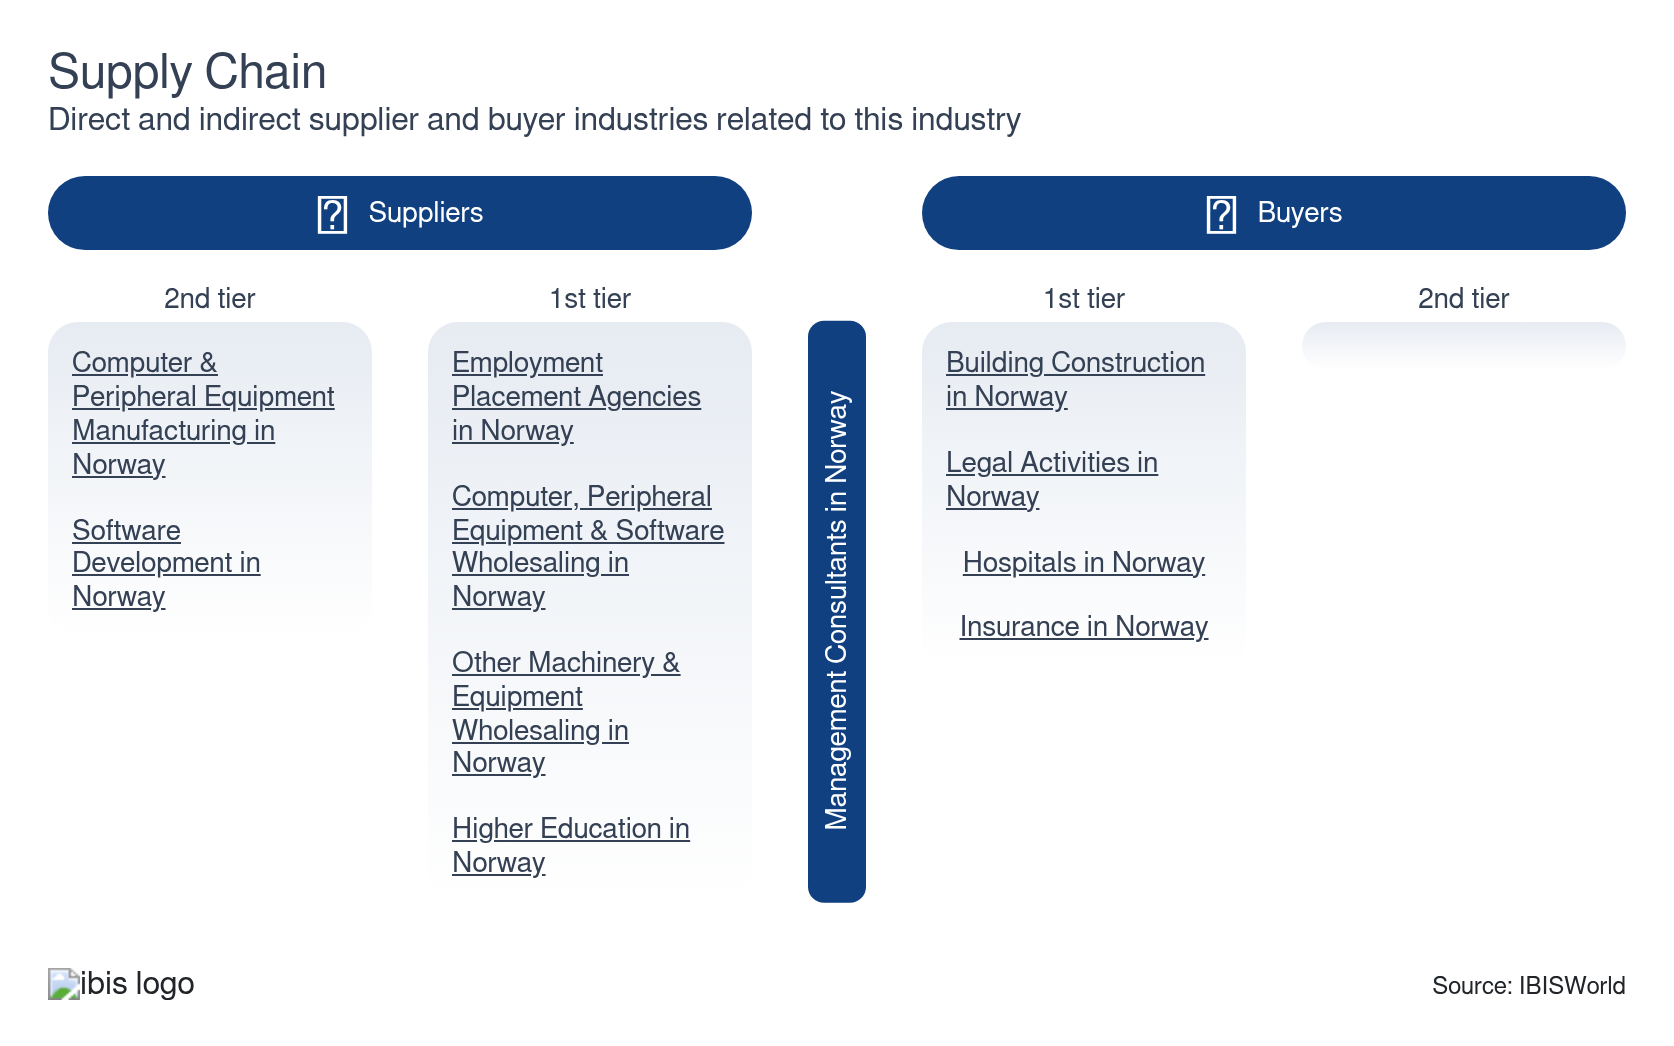 Supply Chain
Direct and indirect supplier and buyer industries related to this industry
Suppliers
Buyers
2nd tier
1st tier
1st tier
2nd tier
Computer &
Peripheral Equipment
Manufacturing in
Norway
Software
Development in
Norway
Employment
Placement Agencies
in Norway
Computer, Peripheral
Equipment & Software
Wholesaling in
Norway
Other Machinery &
Equipment
Wholesaling in
Norway
Higher Education in
Norway
Management Consultants in Norway
Building Construction
in Norway
Legal Activities in
Norway
Hospitals in Norway
Insurance in Norway
ibis logo
Source: IBISWorld